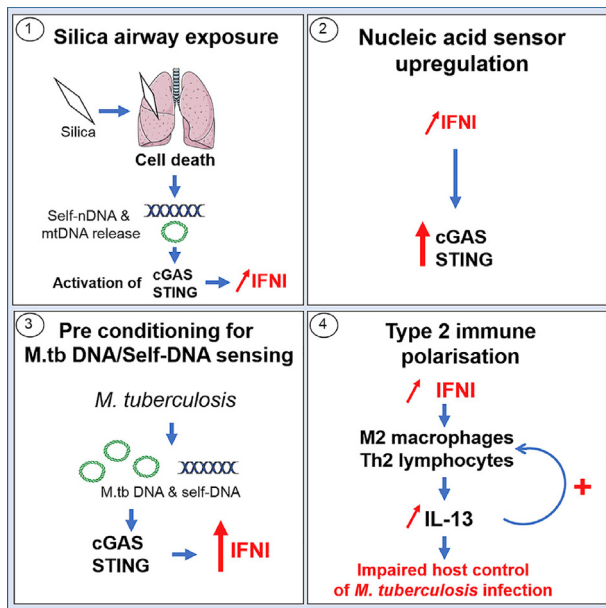 1
Silica airway exposure
Silica
Cell death
Self-nDNA &
mtDNA release
Activation of cGAS
STING
IFNI
2
Nucleic acid sensor
upregulation
IFNI
cGAS
STING
3
Pre conditioning for
M.tb DNA/Self-DNA sensing
M. tuberculosis
M.tb DNA & self-DNA
cGAS
STING
IFNI
4
Type 2 immune
polarisation
IFNI
M2 macrophages
Th2 lymphocytes
+
IL-13
Impaired host control
of M. tuberculosis infection